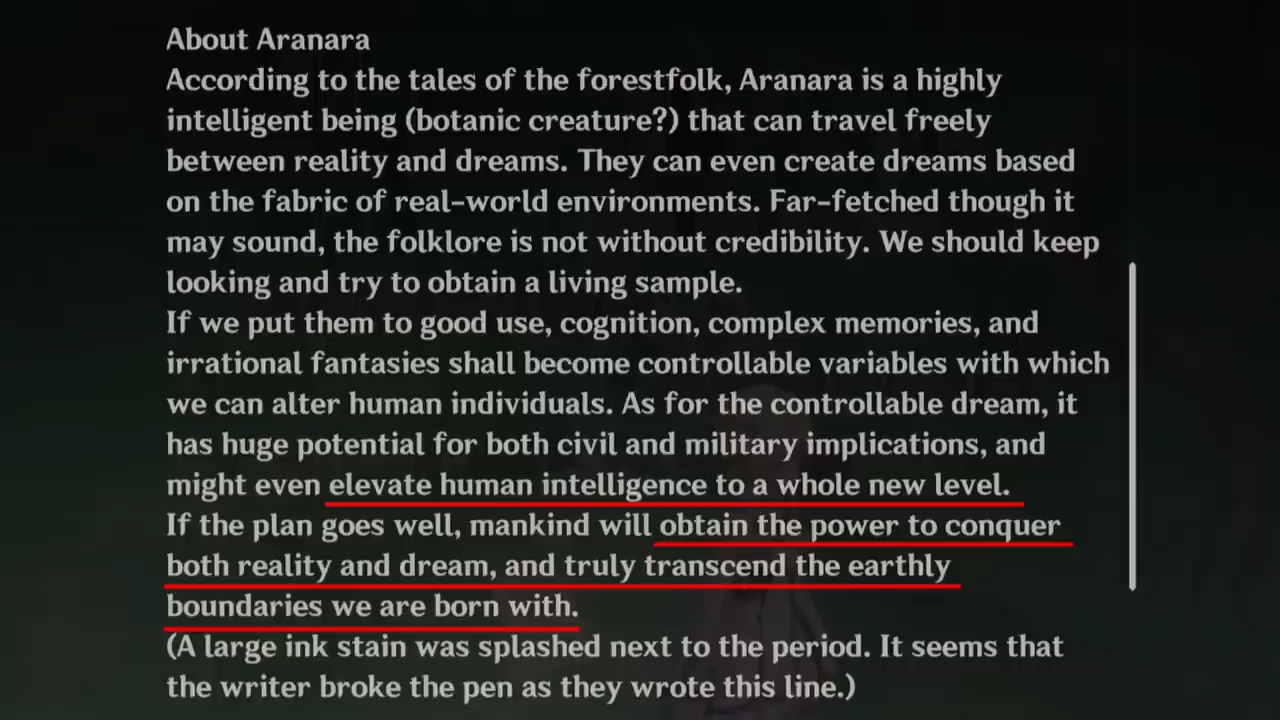 About Aranara
According to the tales of the forestfolk, Aranara is a highly
intelligent being (botanic creature?) that can travel freely
between reality and dreams. They can even create dreams based
on the fabric of real-world environments. Far-fetched though it
may sound, the folklore is not without credibility. We should keep
looking and try to obtain a living sample.
If we put them to good use, cognition, complex memories, and
irrational fantasies shall become controllable variables with which
we can alter human individuals. As for the controllable dream, it
has huge potential for both civil and military implications, and
might even elevate human intelligence to a whole new level.
If the plan goes well, mankind will obtain the power to conquer
both reality and dream, and truly transcend the earthly
boundaries we are born with.
(A large ink stain was splashed next to the period. It seems that
the writer broke the pen as they wrote this line.)